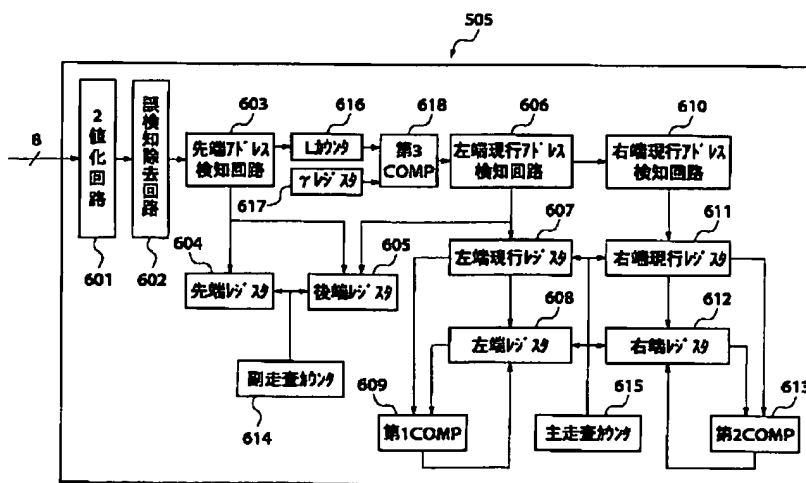 505
603
616
618
606
610
8
2値化回路
誤検知除去回路
先端アドレス
検知回路
Lカウンタ
γレジスタ
第3
COMP
左端現行アドレス
検知回路
右端現行アドレス
検知回路
617
601
602
604
605
607
611
先端レジスタ
後端レジスタ
左端現行レジスタ
右端現行レジスタ
608
612
左端レジスタ
右端レジスタ
副走査カウンタ
614
609
615
613
第1COMP
主走査カウンタ
第2COMP